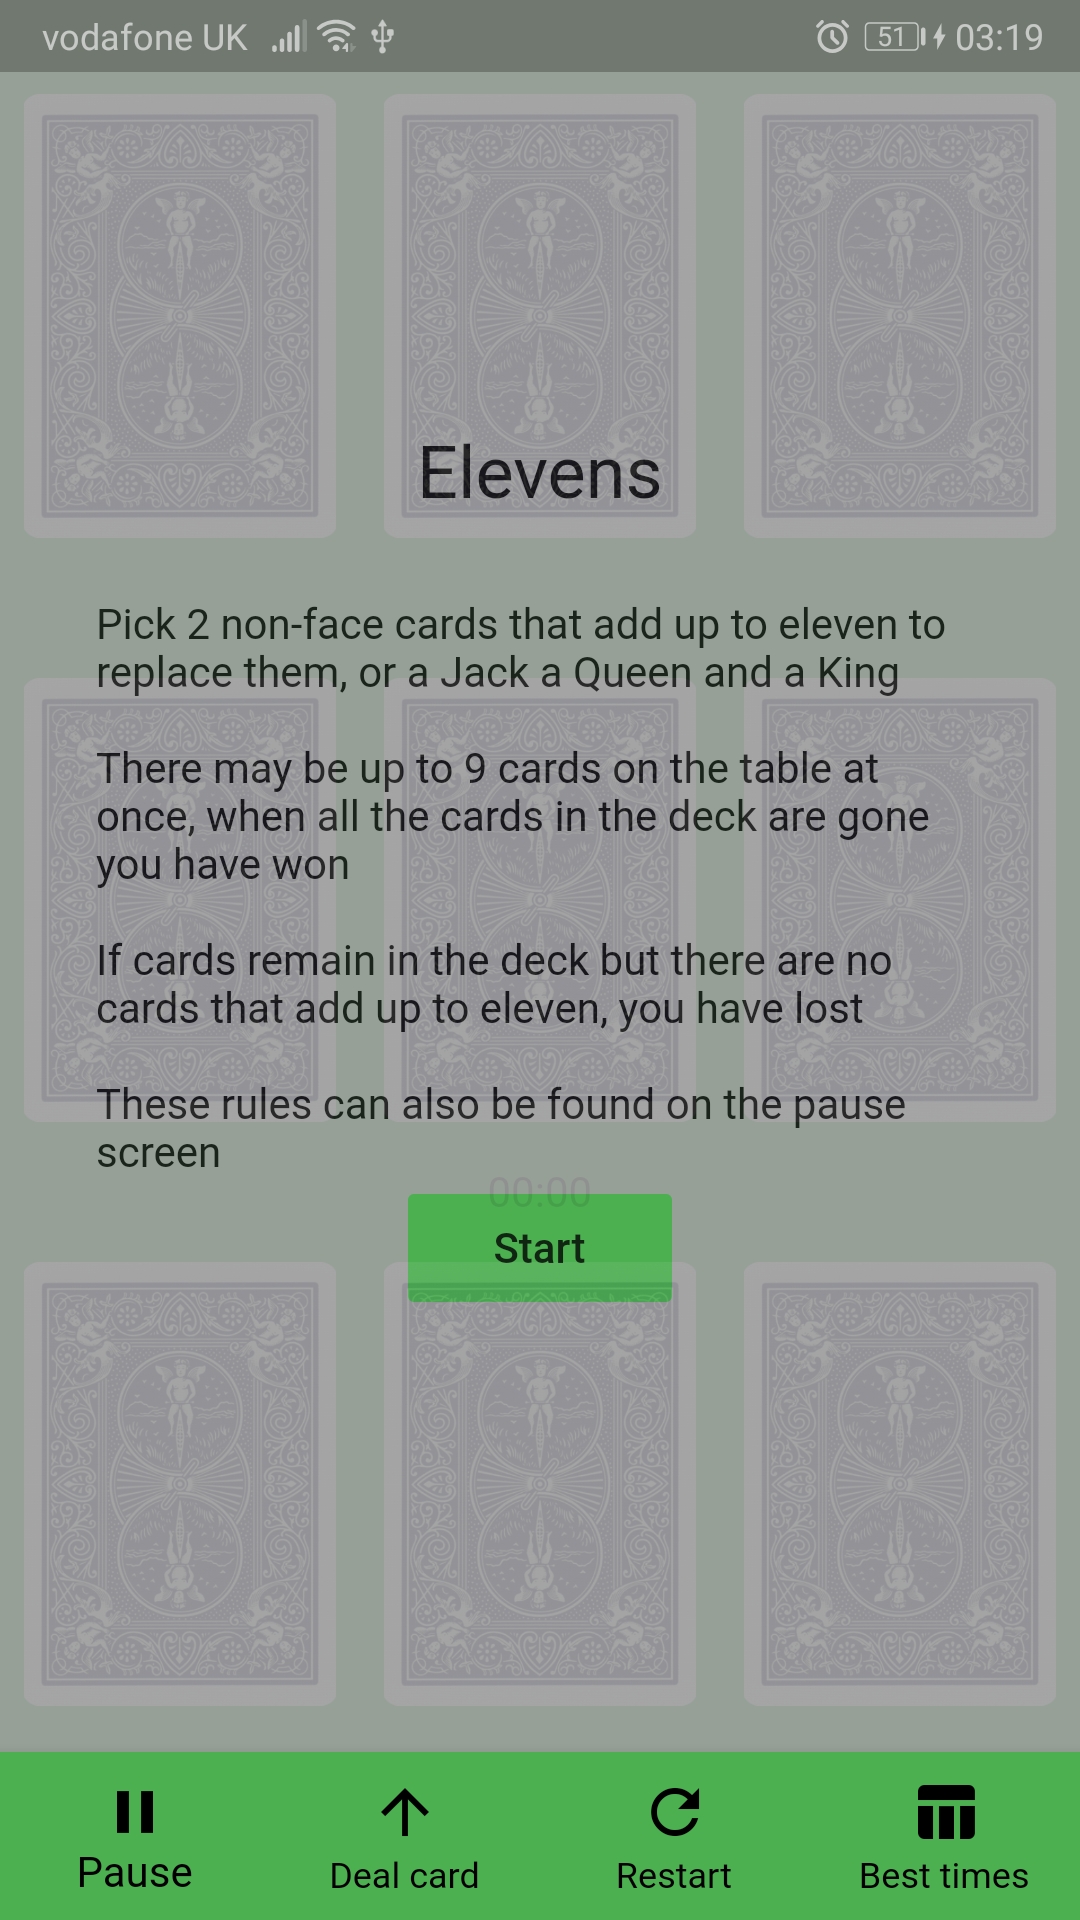 vodafone UK 51 03:19
Elevens
Pick 2 non-face cards that add up to eleven to
replace them, or a Jack a Queen and a King
There may be up to 9 cards on the table at
once, when all the cards in the deck are gone
you have won
If cards remain in the deck but there are no
cards that add up to eleven, you have lost
These rules can also be found on the pause
screen
00:00
Start
Pause Deal card Restart Best times